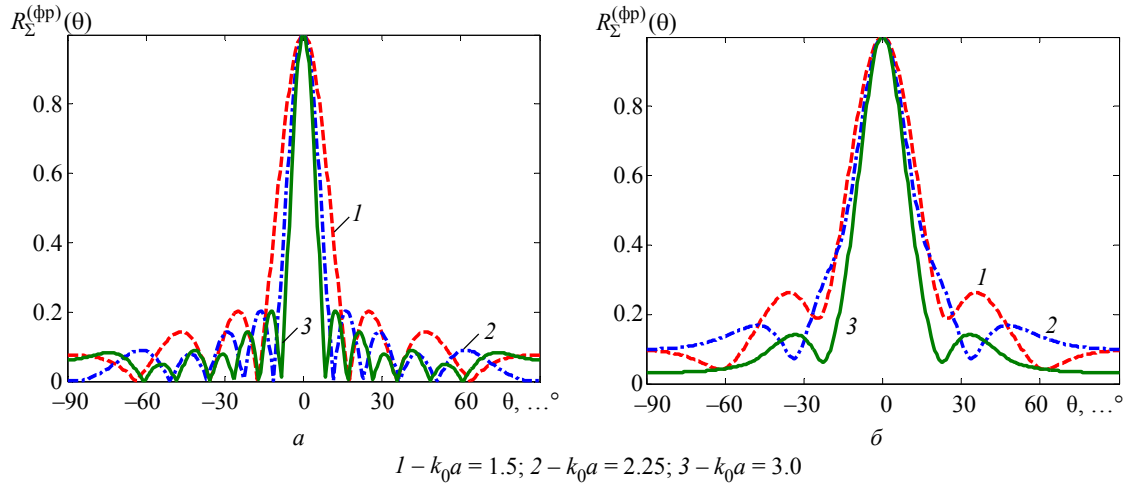 R_Σ^(фр)(θ)
0.8
0.6
0.4
0.2
0
–90 –30 0 30 60 θ, ...°
1
2
3
а
R_Σ^(фр)(θ)
0.8
0.6
0.4
0.2
0
–90 –30 0 30 60 θ, ...°
1
2
3
б
1 – k₀a = 1.5; 2 – k₀a = 2.25; 3 – k₀a = 3.0